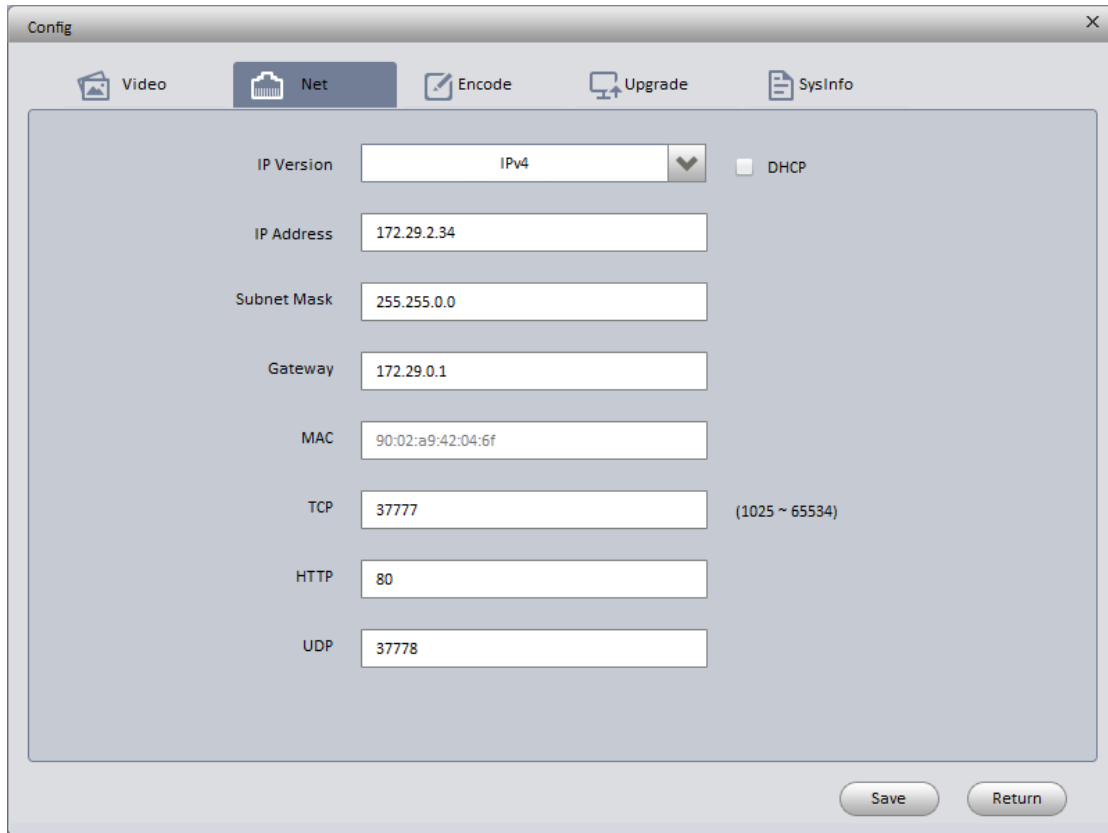 Config
Video Net Encode Upgrade SysInfo
IP Version IPv4 DHCP
IP Address 172.29.2.34
Subnet Mask 255.255.0.0
Gateway 172.29.0.1
MAC 90:02:a9:42:04:6f
TCP 37777 (1025 ~ 65534)
HTTP 80
UDP 37778
Save Return